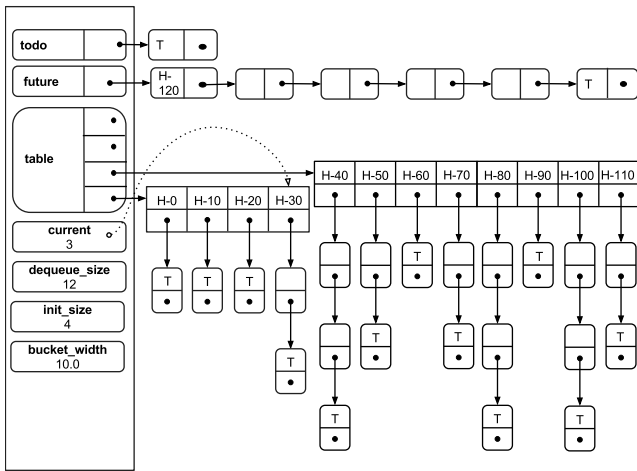 todo T
future H-120 T
table
H-40 H-50 H-60 H-70 H-80 H-90 H-100 H-110
H-0 H-10 H-20 H-30
current
3
T T
dequeue_size
12
T T T
init_size
4
T T T
bucket_width
10.0
T
T T T